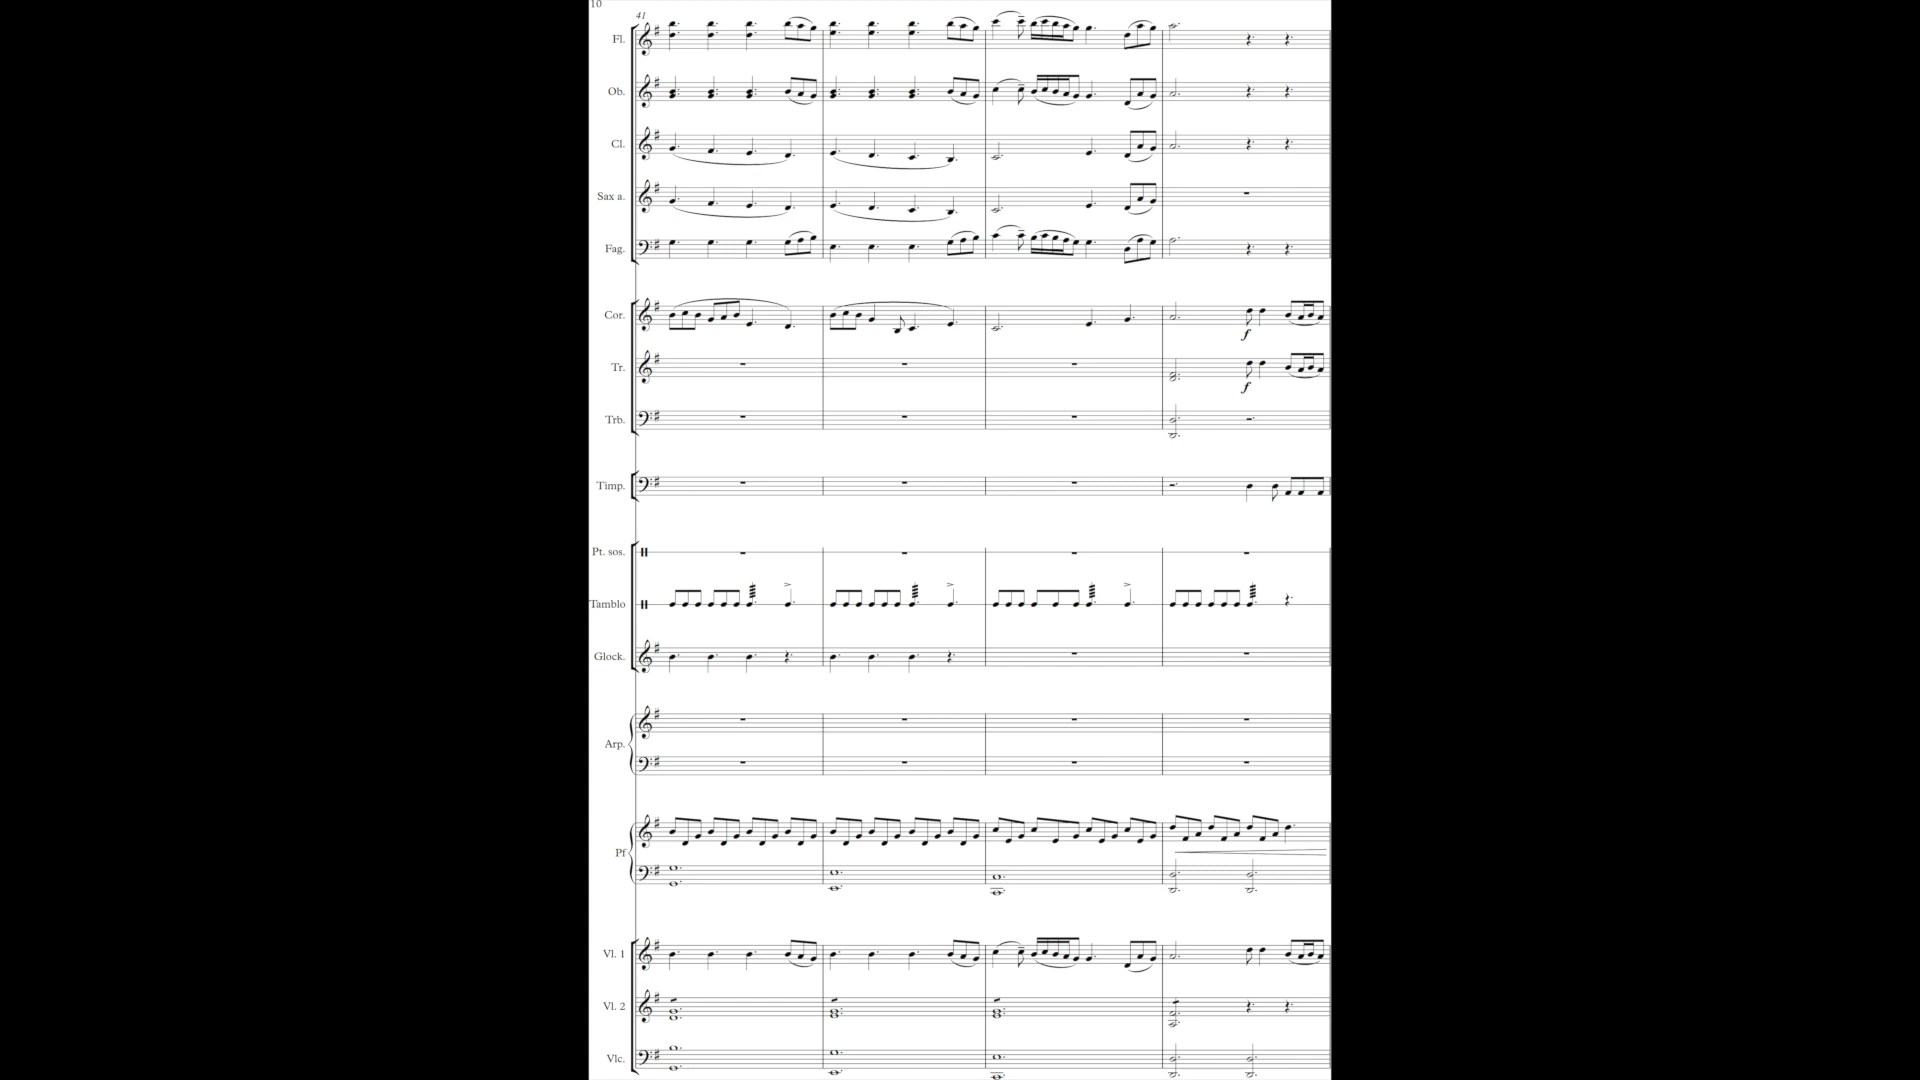 10
41
Fl.
Ob.
Cl.
Sax a.
Fag.
Cor.
f
Tr.
f
Trb.
Timp.
Pt. sos.
Tamblo
Glock.
Arp.
Pf
Vl. 1
Vl. 2
Vlc.